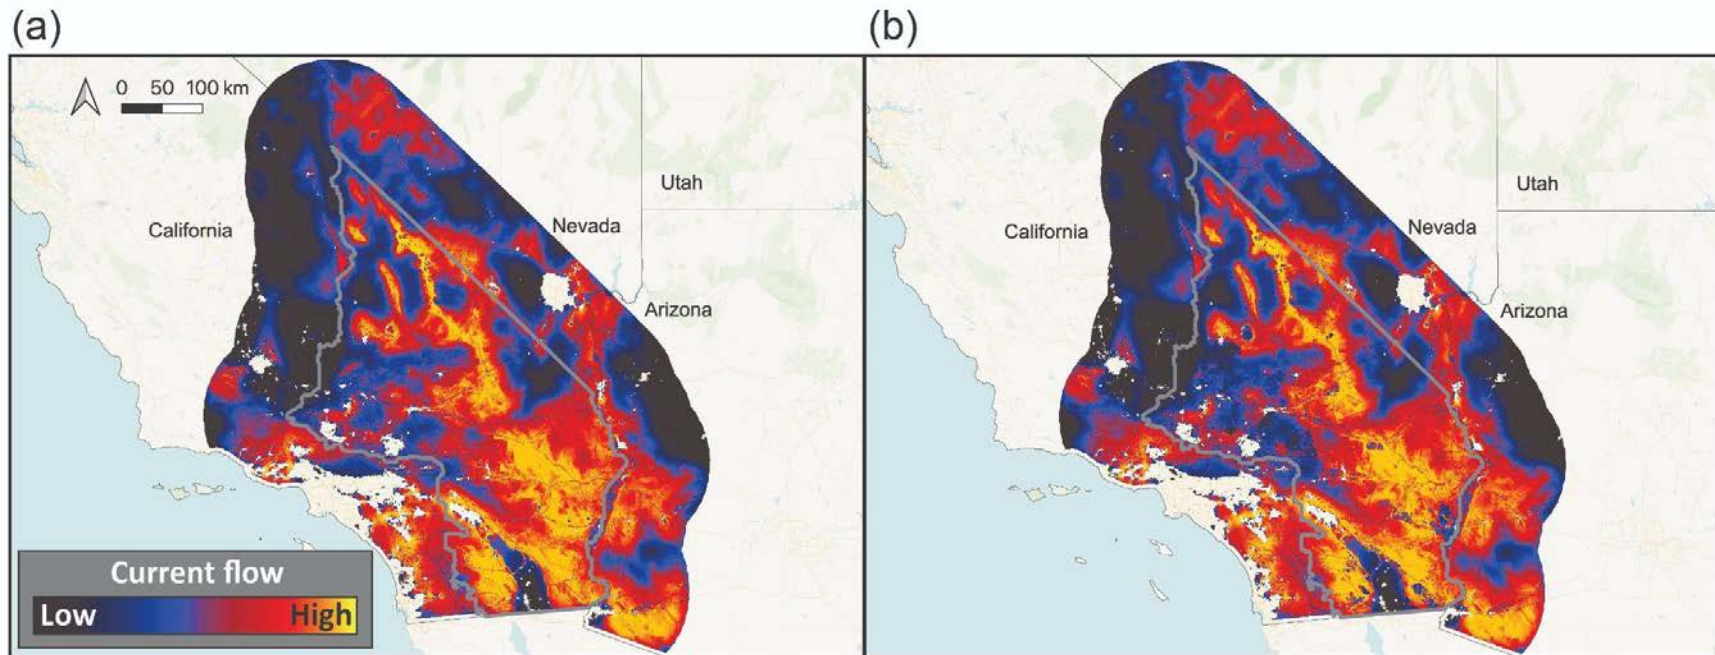 (a)
(b)
0 50 100 km
Utah
Utah
California
Nevada
California
Nevada
Arizona
Arizona
Current flow
Low High